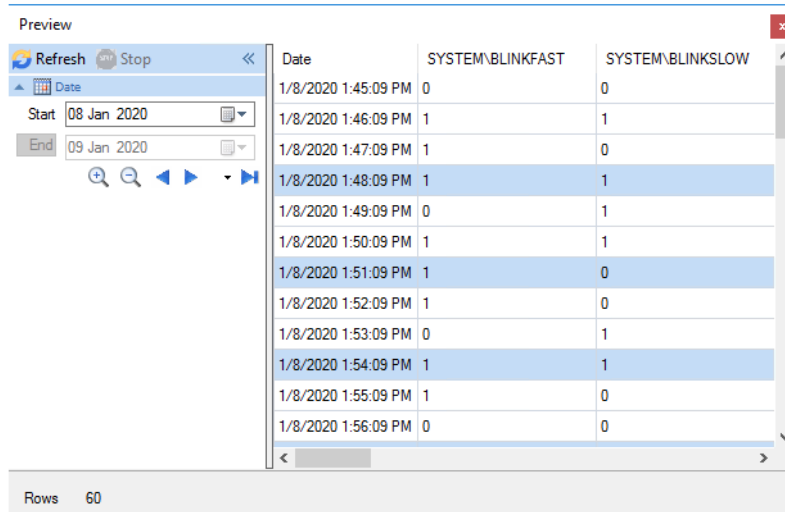 Preview
Refresh Stop «
Date
Start 08 Jan 2020
End 09 Jan 2020
Date SYSTEM\BLINKFAST SYSTEM\BLINKSLOW
1/8/2020 1:45:09 PM 0 0
1/8/2020 1:46:09 PM 1 1
1/8/2020 1:47:09 PM 1 0
1/8/2020 1:48:09 PM 1 1
1/8/2020 1:49:09 PM 0 1
1/8/2020 1:50:09 PM 1 1
1/8/2020 1:51:09 PM 1 0
1/8/2020 1:52:09 PM 1 0
1/8/2020 1:53:09 PM 0 1
1/8/2020 1:54:09 PM 1 1
1/8/2020 1:55:09 PM 1 0
1/8/2020 1:56:09 PM 0 0
Rows 60